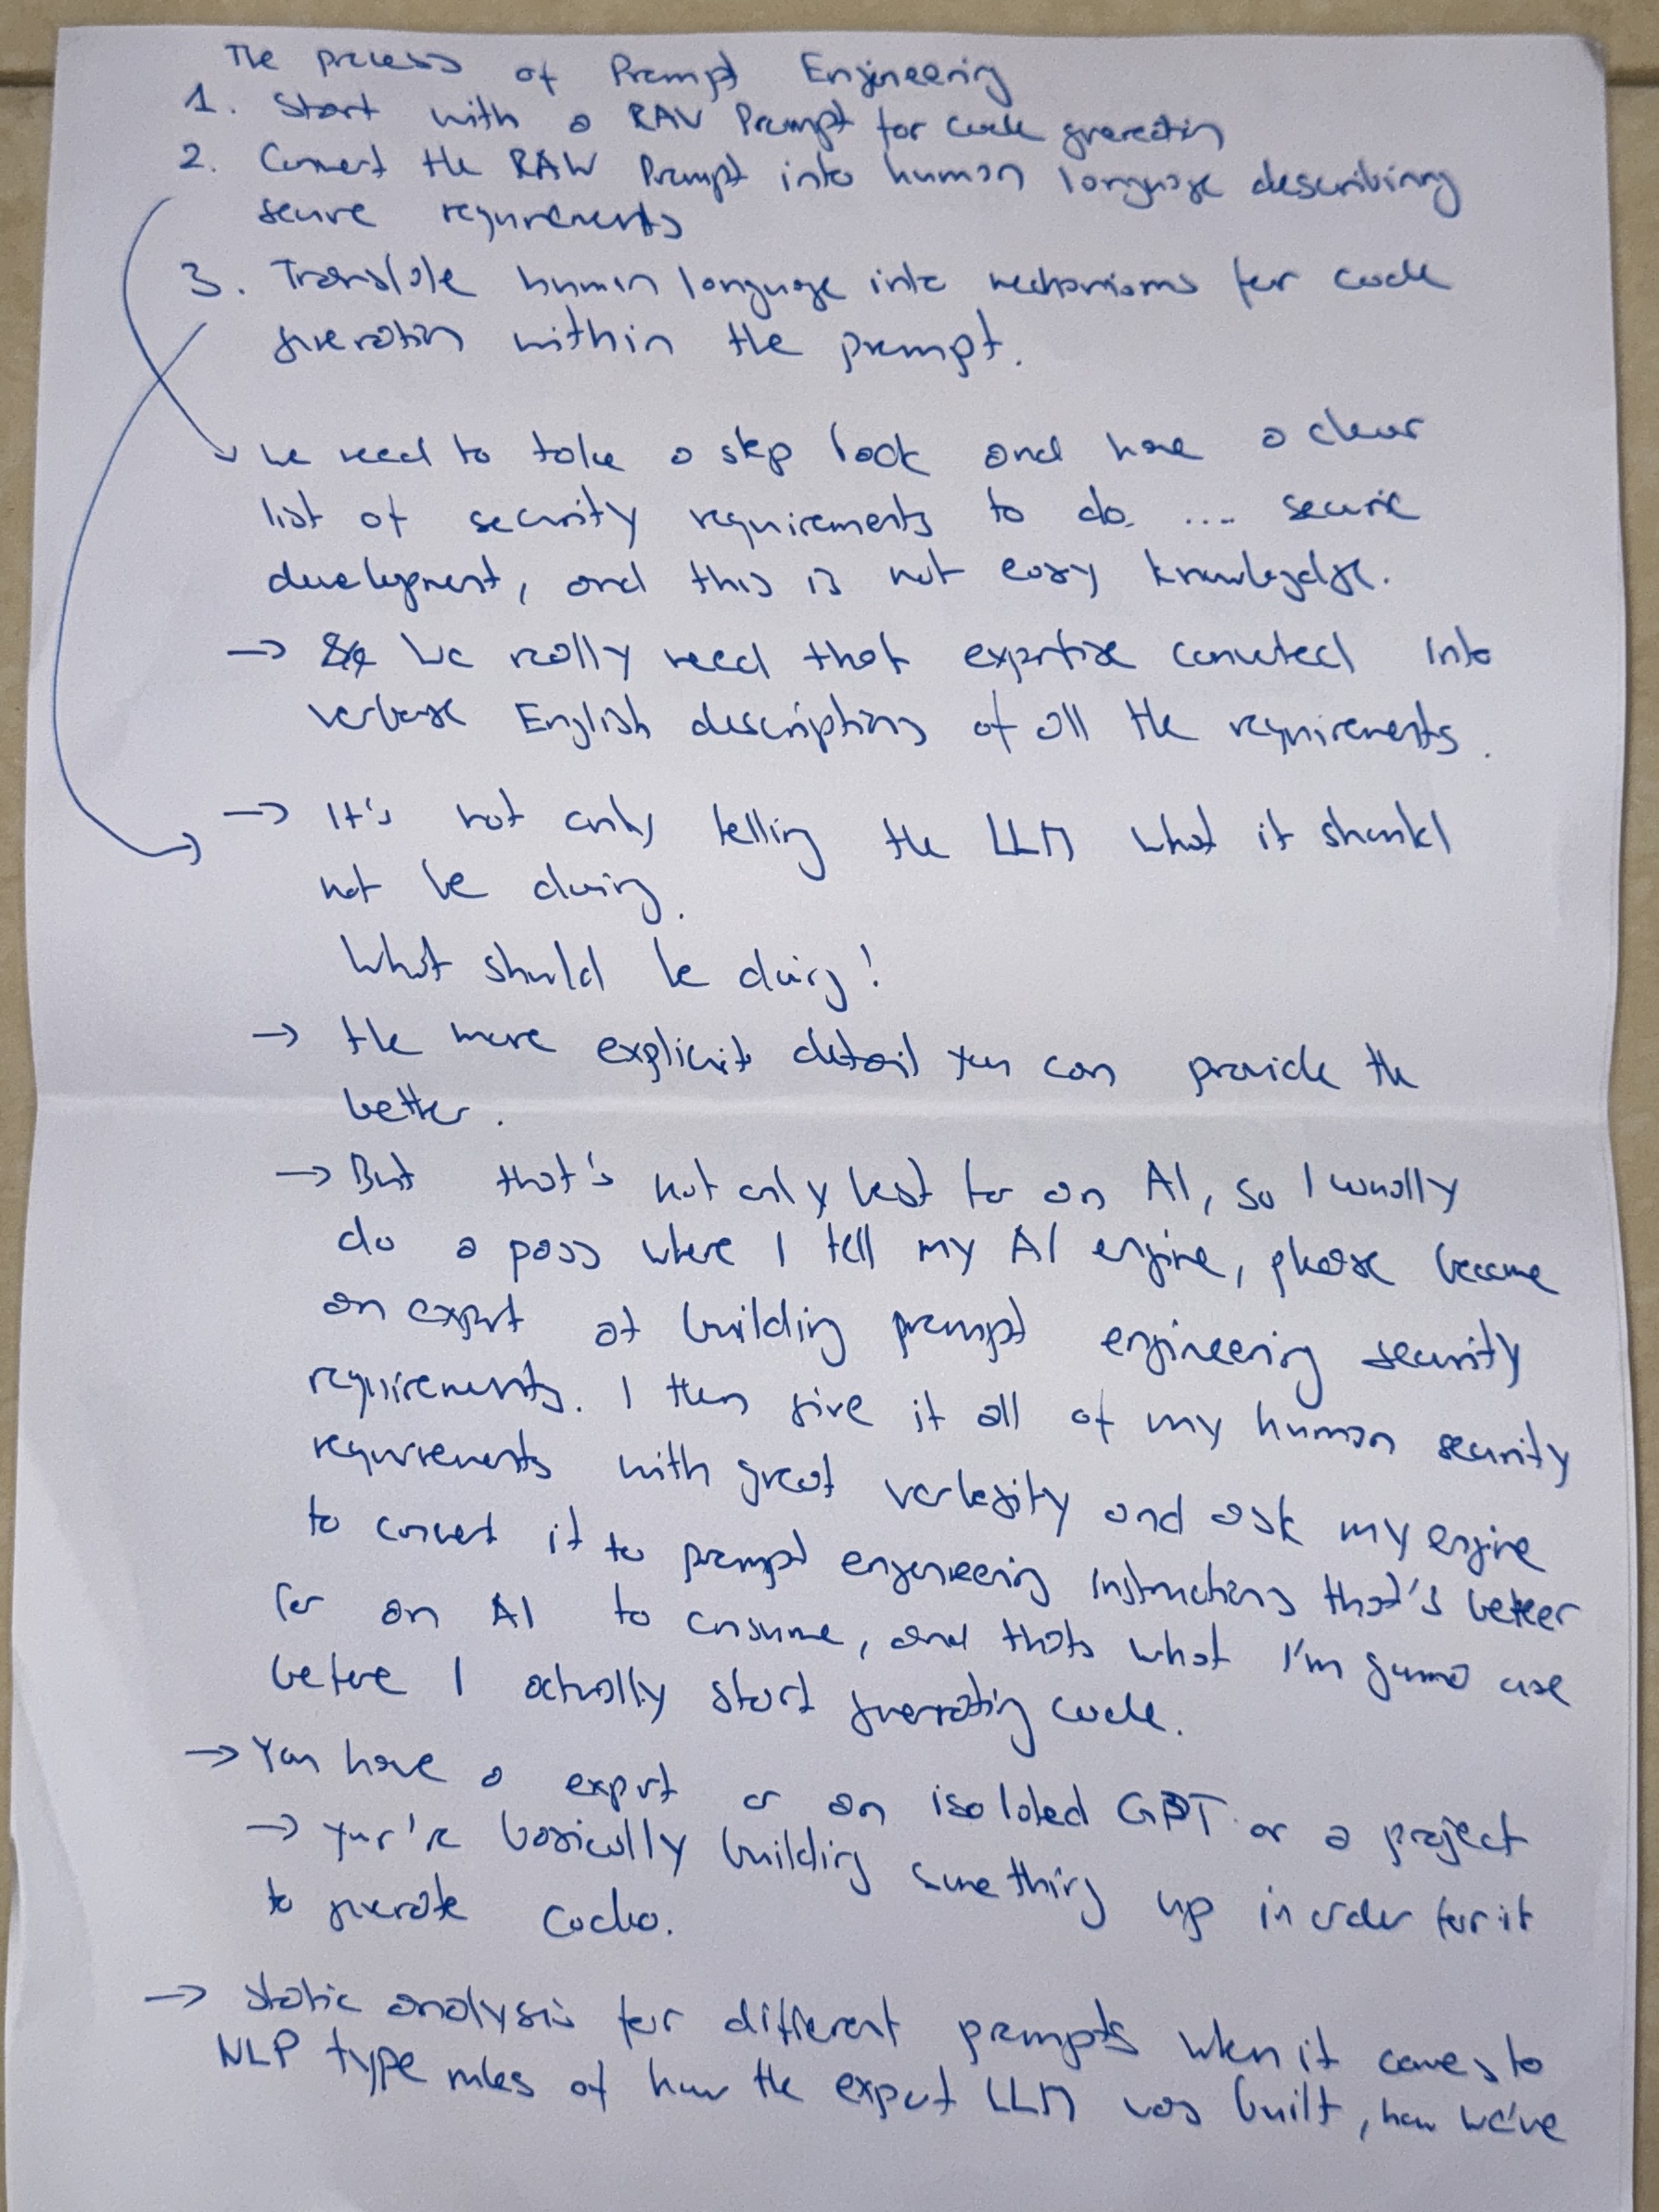 The process of Prompt Engineering
1. Start with a RAW Prompt for code generation
2. Convert the RAW Prompt into human language describing
secure requirements
3. Translate human language into mechanisms for code
generation within the prompt.
We need to take a step back and have a clear
list of security requirements to do .... secure
development, and this is not easy knowlegdge.
→ We really need that expertise converted into
verbose English descriptions of all the requirements.
→ It's not only telling the LLM what it should
not be doing.
What should be doing!
→ the more explicit detail you can provide the
better.
→ But that's not only best for an AI, so I usually
do a pass where I tell my AI engine, please become
an expert at building prompt engineering security
requirements. I then give it all of my human security
requirements with great verbosity and ask my engine
to convert it to prompt engineering instructions that's better
for an AI to consume, and thats what I'm gunna use
before I actually start generating code.
→ You have a expert or an isolated GPT or a project
→ your're basically building something up in order for it
to generate code.
→ static analysis for different prompts when it comes to
NLP type rules of how the expert LLM was built, how we've